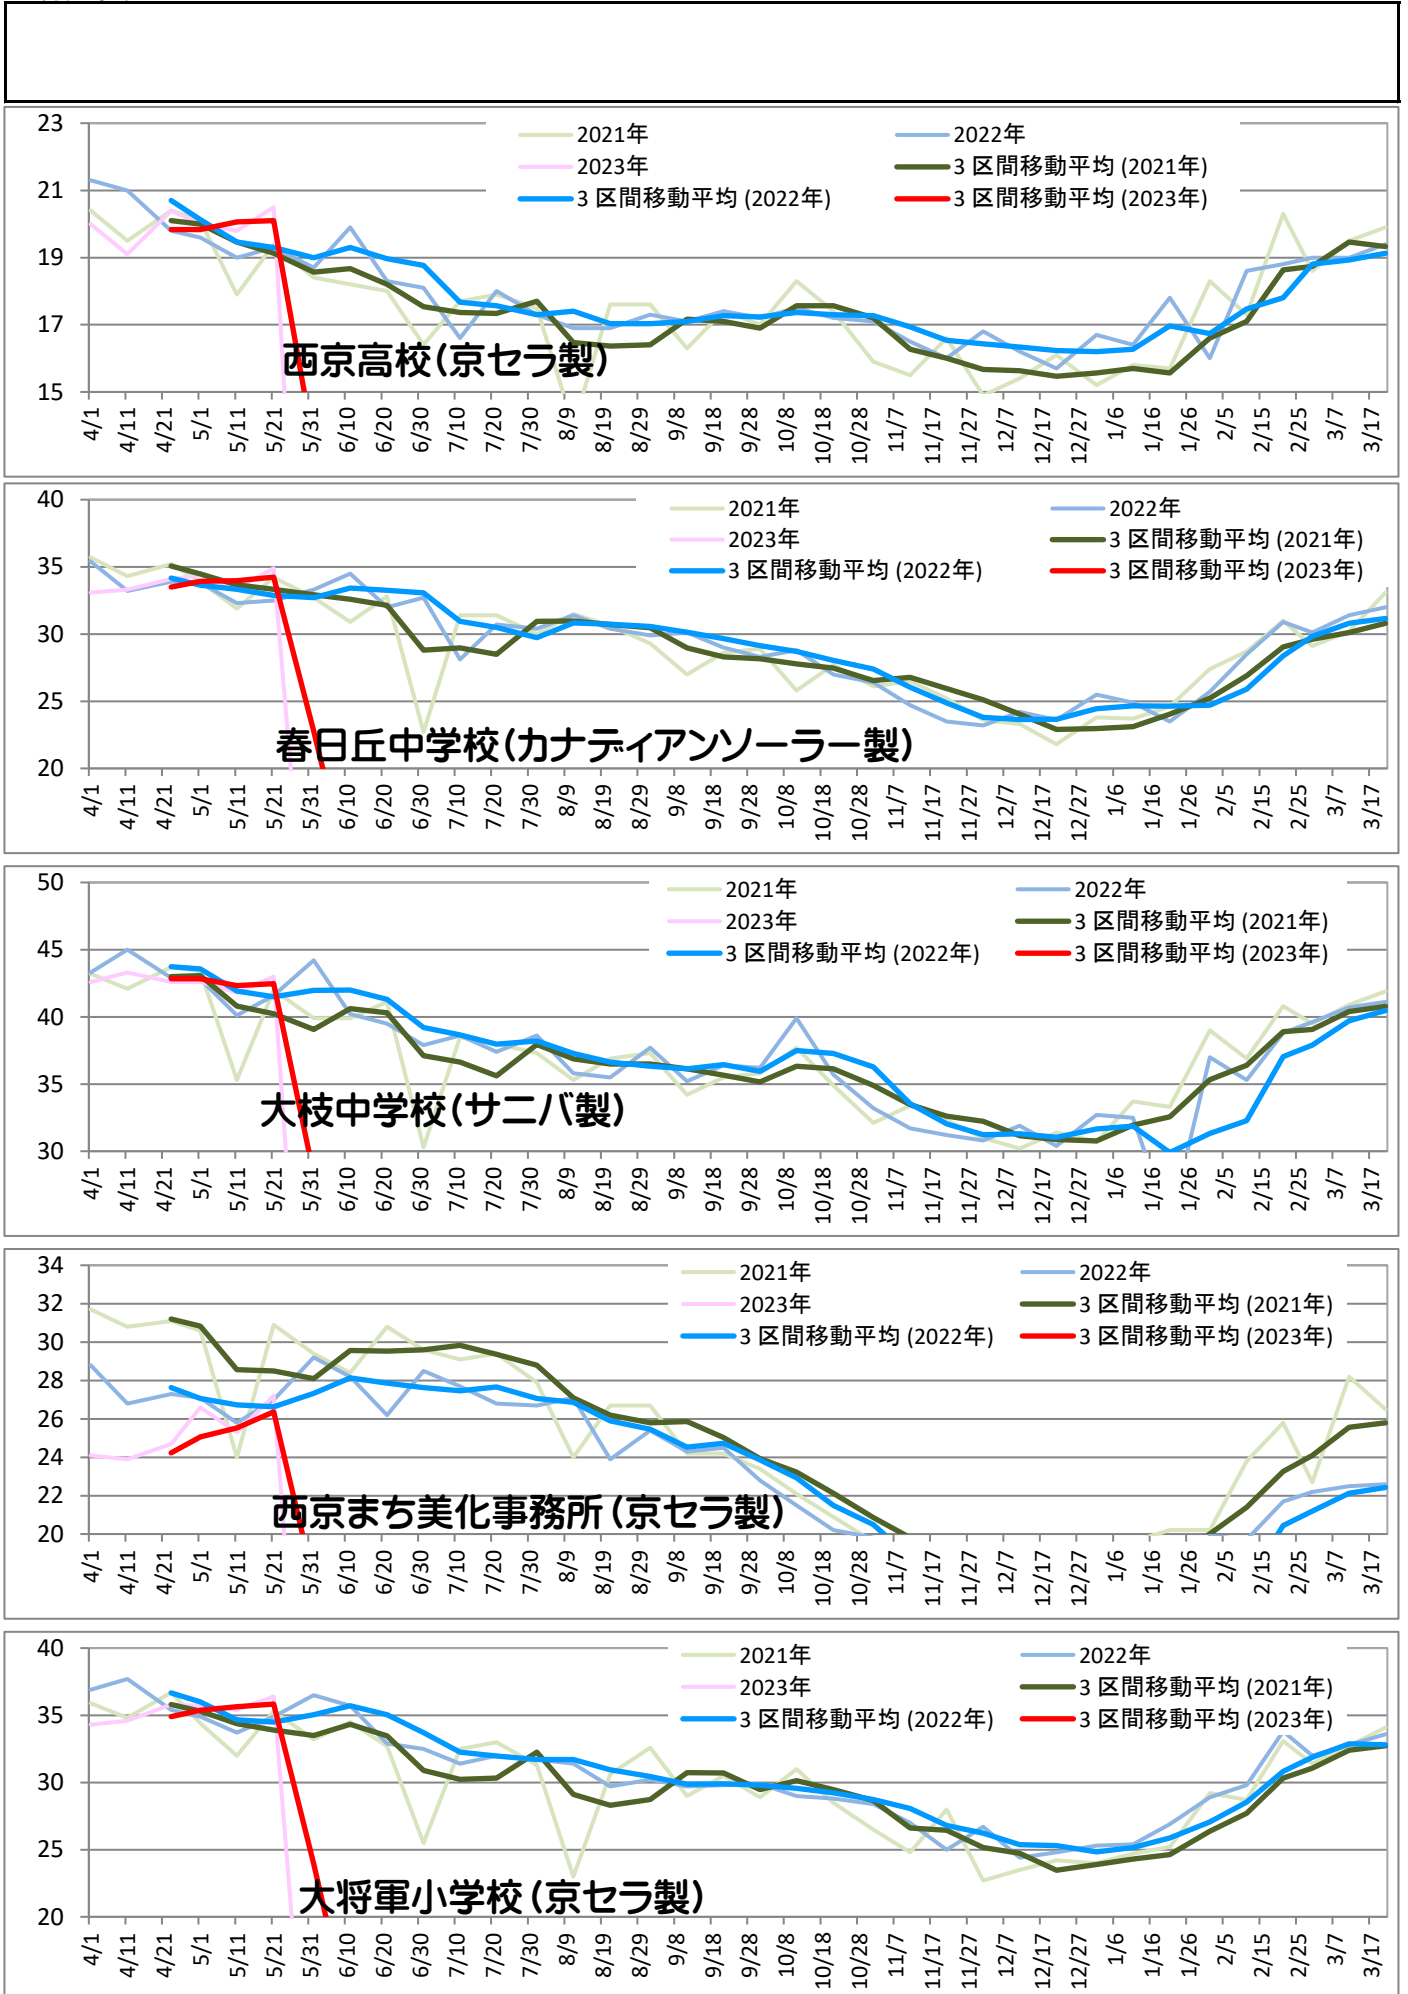 23
2021年 2022年
2023年 3 区間移動平均 (2021年)
3 区間移動平均 (2022年) 3 区間移動平均 (2023年)
21
19
17
15
西京高校(京セラ製)
4/1 4/11 4/21 5/1 5/11 5/21 5/31 6/10 6/20 6/30 7/10 7/20 7/30 8/9 8/19 8/29 9/8 9/18 9/28 10/8 10/18 10/28 11/7 11/17 11/27 12/7 12/17 12/27 1/6 1/16 1/26 2/5 2/15 2/25 3/7 3/17
40
2021年 2022年
2023年 3 区間移動平均 (2021年)
3 区間移動平均 (2022年) 3 区間移動平均 (2023年)
35
30
25
20
春日丘中学校(カナディアンソーラー製)
4/1 4/11 4/21 5/1 5/11 5/21 5/31 6/10 6/20 6/30 7/10 7/20 7/30 8/9 8/19 8/29 9/8 9/18 9/28 10/8 10/18 10/28 11/7 11/17 11/27 12/7 12/17 12/27 1/6 1/16 1/26 2/5 2/15 2/25 3/7 3/17
50
2021年 2022年
2023年 3 区間移動平均 (2021年)
3 区間移動平均 (2022年) 3 区間移動平均 (2023年)
45
40
35
30
大枝中学校(サニバ製)
4/1 4/11 4/21 5/1 5/11 5/21 5/31 6/10 6/20 6/30 7/10 7/20 7/30 8/9 8/19 8/29 9/8 9/18 9/28 10/8 10/18 10/28 11/7 11/17 11/27 12/7 12/17 12/27 1/6 1/16 1/26 2/5 2/15 2/25 3/7 3/17
34
2021年 2022年
2023年 3 区間移動平均 (2021年)
3 区間移動平均 (2022年) 3 区間移動平均 (2023年)
32
30
28
26
24
22
20
西京まち美化事務所(京セラ製)
4/1 4/11 4/21 5/1 5/11 5/21 5/31 6/10 6/20 6/30 7/10 7/20 7/30 8/9 8/19 8/29 9/8 9/18 9/28 10/8 10/18 10/28 11/7 11/17 11/27 12/7 12/17 12/27 1/6 1/16 1/26 2/5 2/15 2/25 3/7 3/17
40
2021年 2022年
2023年 3 区間移動平均 (2021年)
3 区間移動平均 (2022年) 3 区間移動平均 (2023年)
35
30
25
20
大将軍小学校(京セラ製)
4/1 4/11 4/21 5/1 5/11 5/21 5/31 6/10 6/20 6/30 7/10 7/20 7/30 8/9 8/19 8/29 9/8 9/18 9/28 10/8 10/18 10/28 11/7 11/17 11/27 12/7 12/17 12/27 1/6 1/16 1/26 2/5 2/15 2/25 3/7 3/17